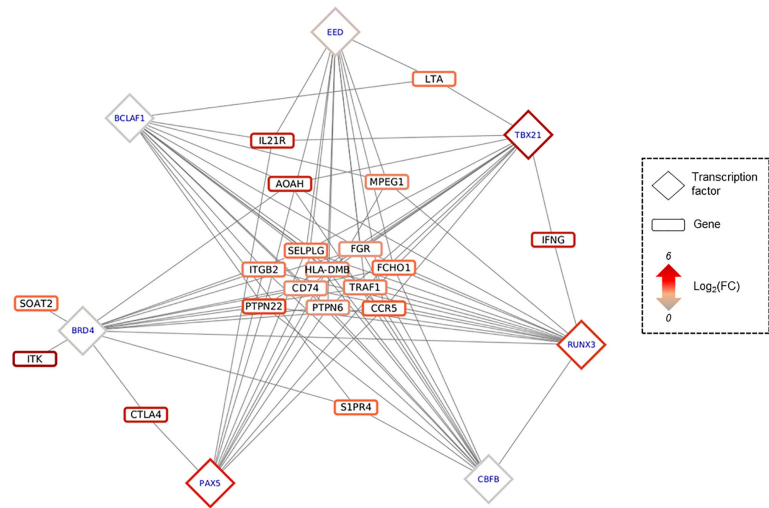 EED
LTA
BCLAF1
TBX21
IL21R
AOAH
MPEG1
IFNG
SELPLG
FGR
ITGB2
HLA-DMB
FCHO1
CD74
TRAF1
PTPN22
PTPN6
CCR5
SOAT2
BRD4
ITK
RUNX3
CTLA4
S1PR4
PAX5
CBFB
Transcription
factor
Gene
6
Log2(FC)
0